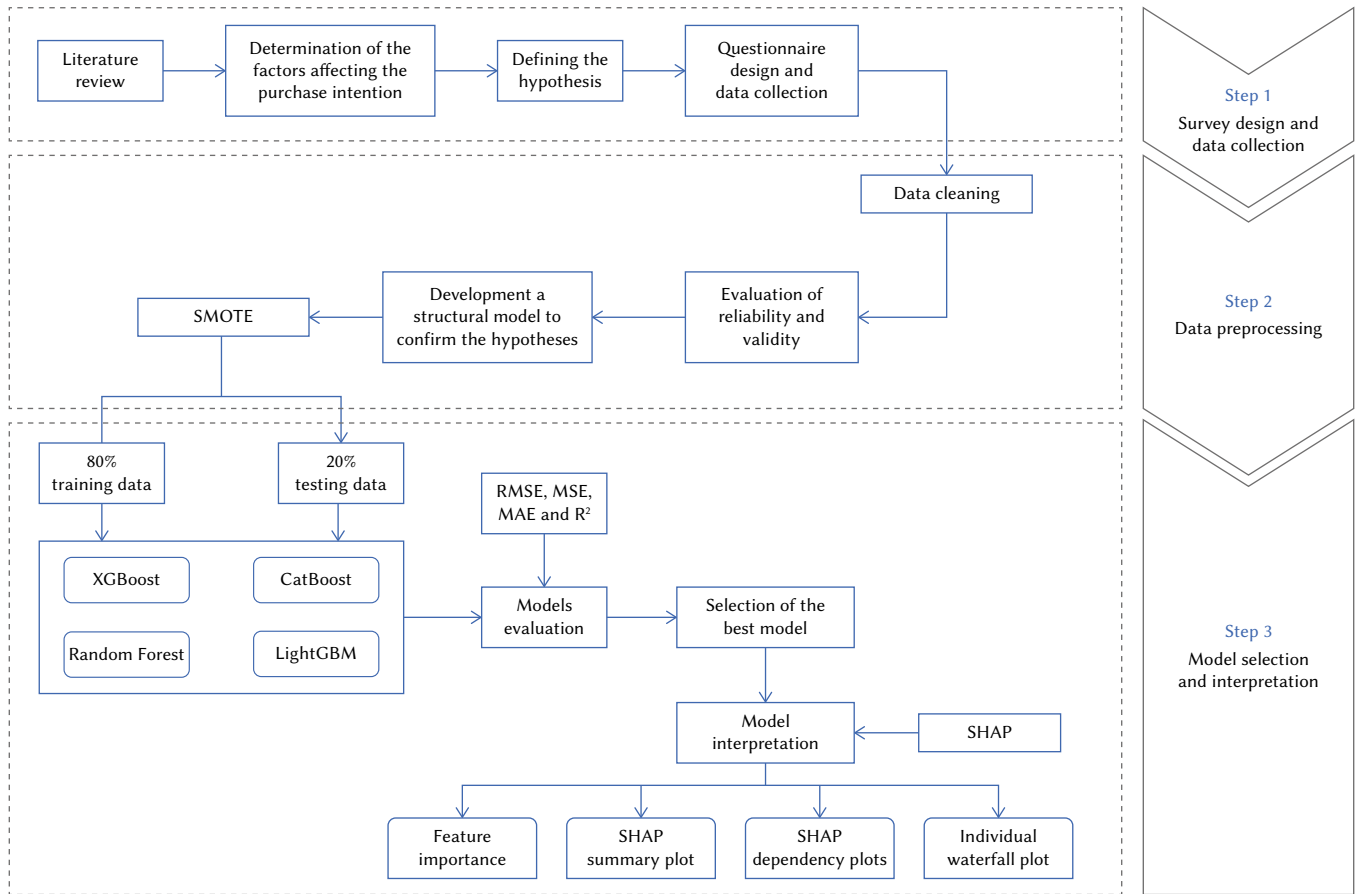 Literature
review
Determination of the
factors affecting the
purchase intention
Defining the
hypothesis
Questionnaire
design and
data collection
Step 1
Survey design and
data collection
Data cleaning
Evaluation of
reliability and
validity
Development a
structural model to
confirm the hypotheses
SMOTE
Step 2
Data preprocessing
80%
training data
20%
testing data
XGBoost
CatBoost
Random Forest
LightGBM
RMSE, MSE,
MAE and R²
Models
evaluation
Selection of the
best model
Model
interpretation
SHAP
Feature
importance
SHAP
summary plot
SHAP
dependency plots
Individual
waterfall plot
Step 3
Model selection
and interpretation